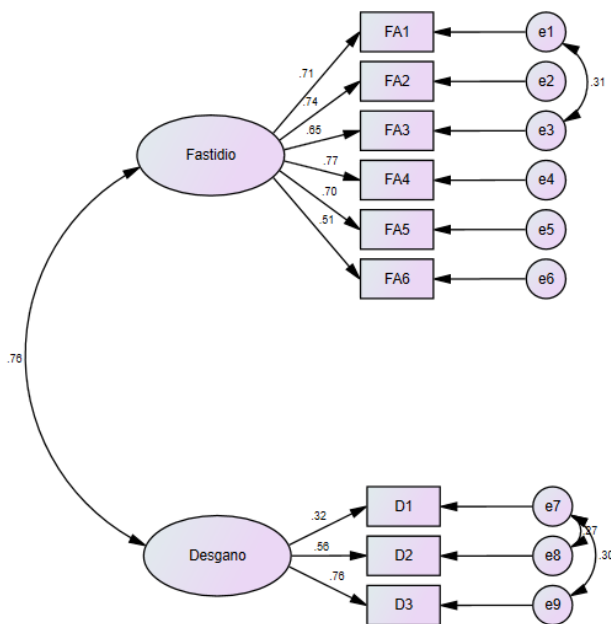 FA1
e1
.71
FA2
e2
.31
.74
FA3
e3
.65
Fastidio
.77
FA4
e4
.70
FA5
e5
.51
FA6
e6
.76
D1
e7
.32
.27
D2
e8
.56
Desgano
.30
.76
D3
e9